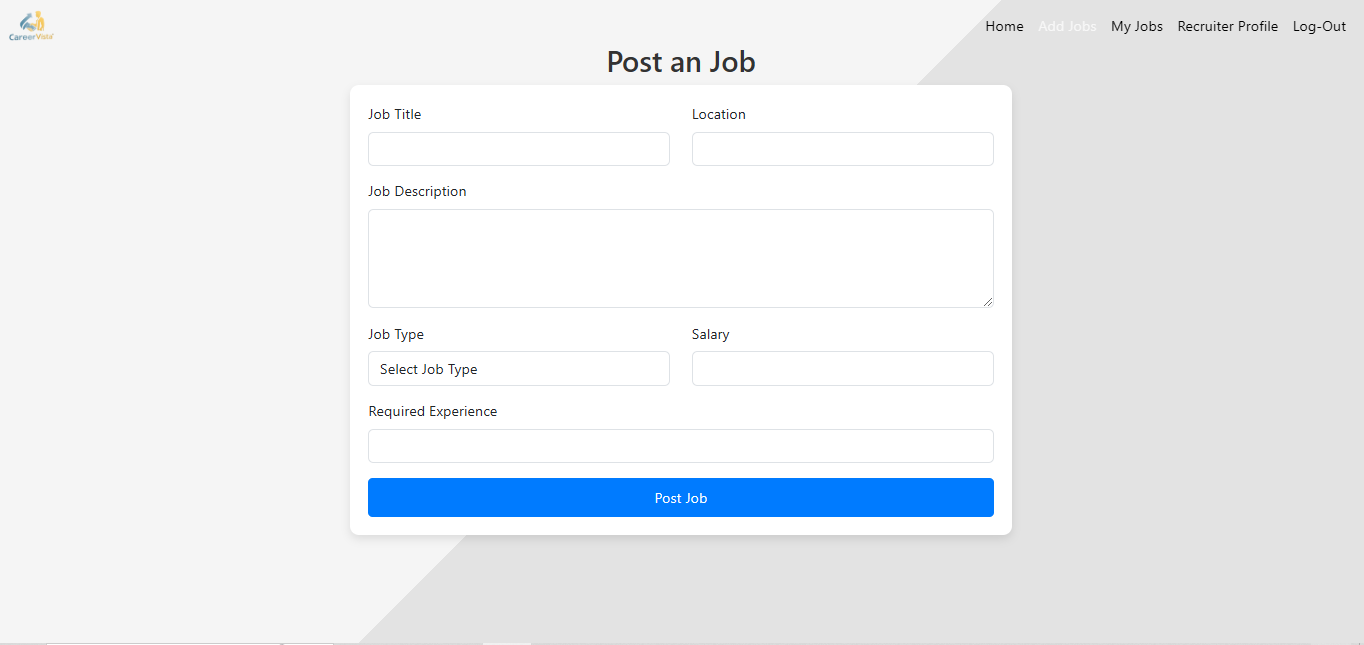 CareerVista
Home Add Jobs My Jobs Recruiter Profile Log-Out
Post an Job
Job Title Location
Job Description
Job Type Salary
Select Job Type
Required Experience
Post Job